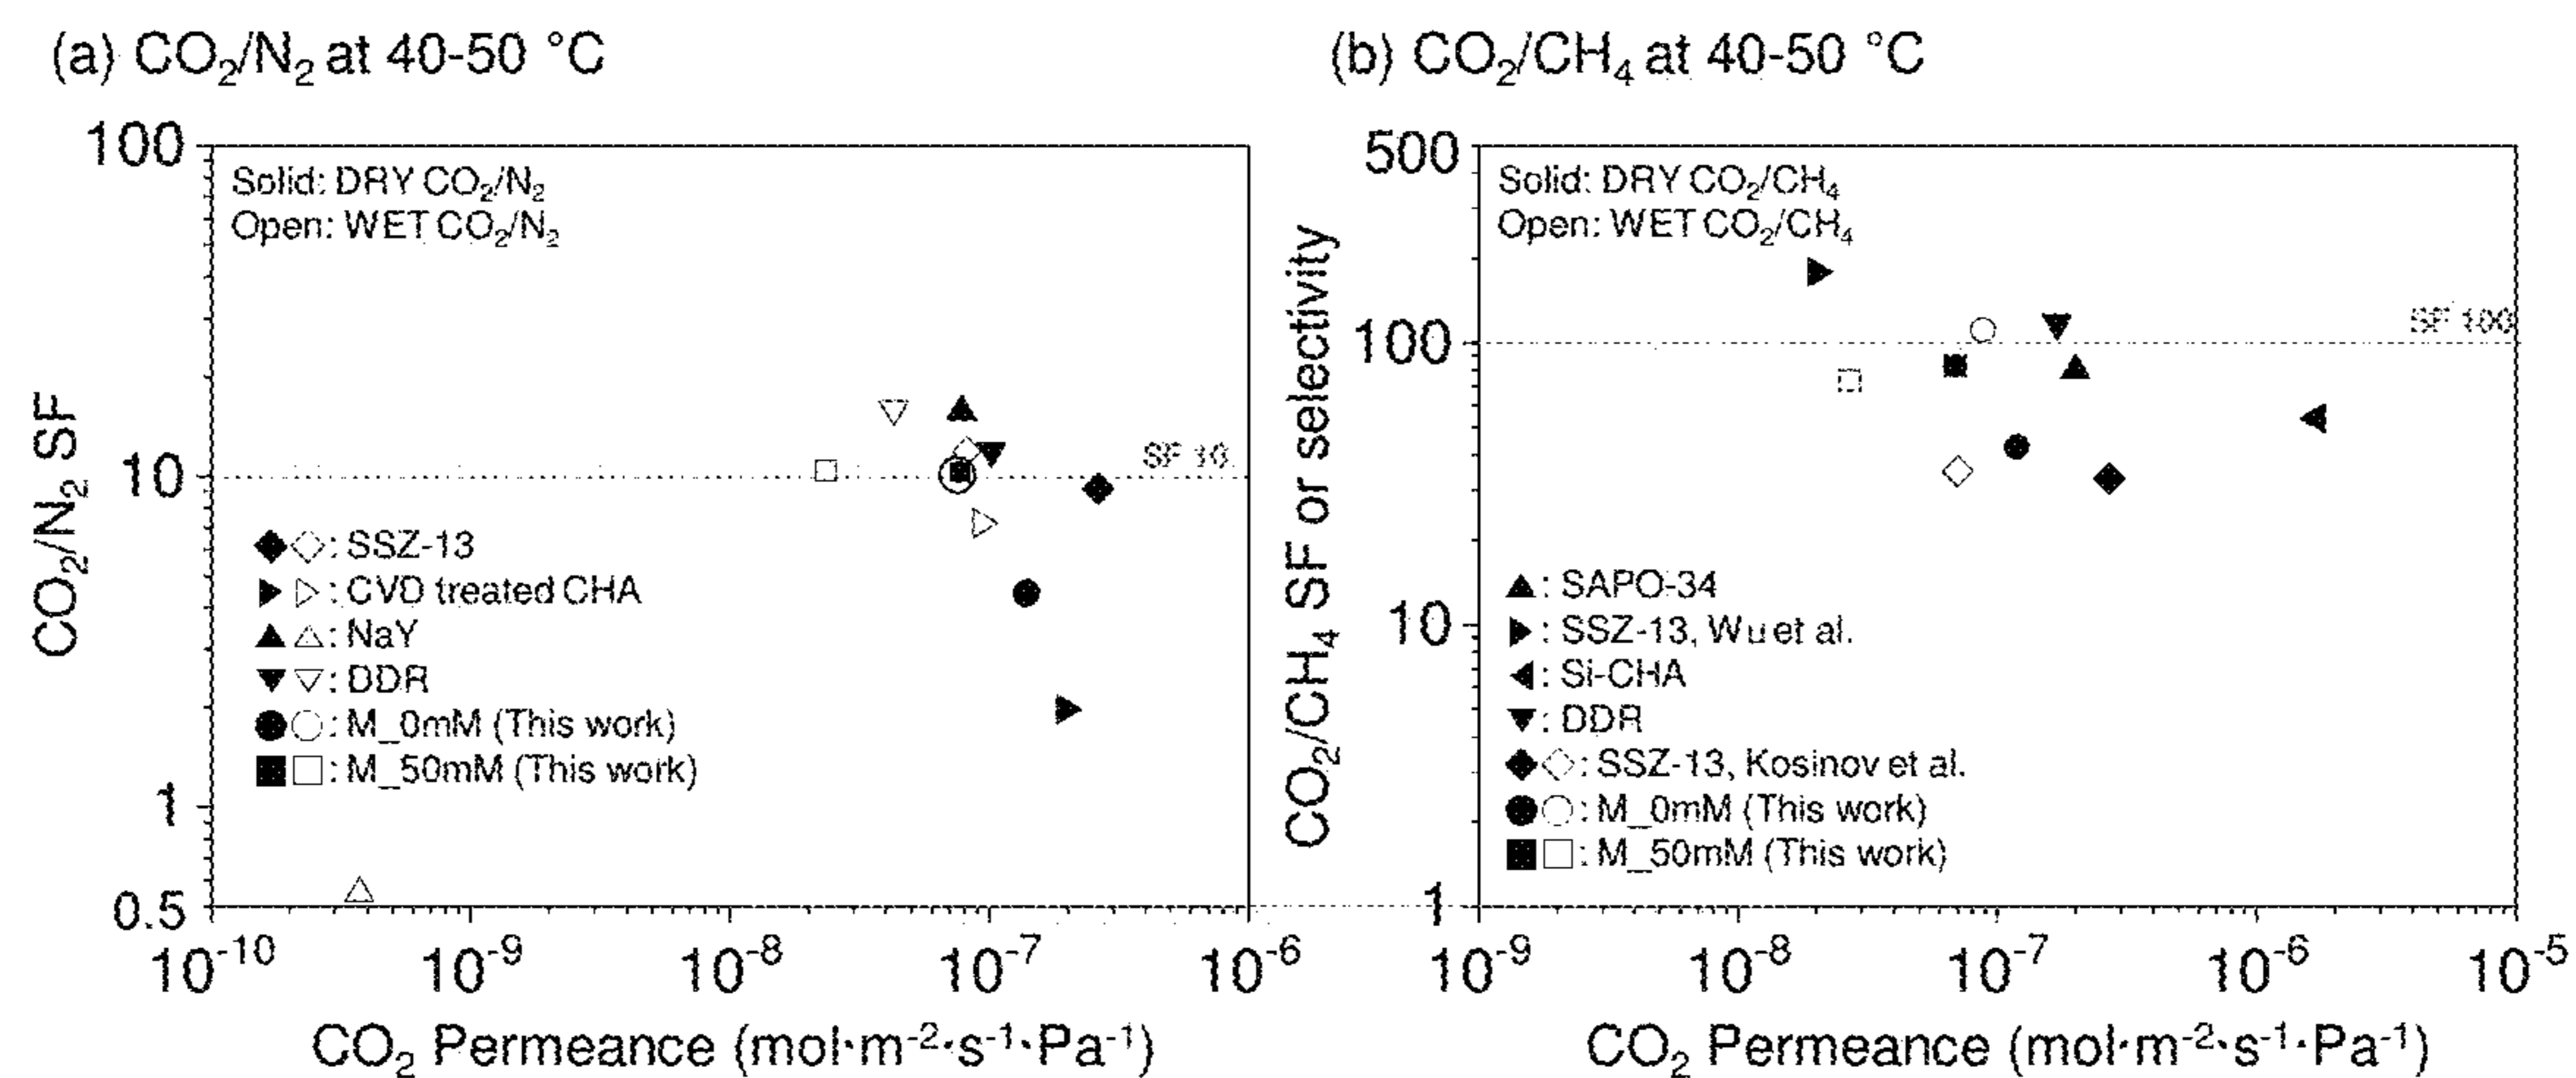 (a) CO₂/N₂ at 40-50 °C
100
Solid: DRY CO₂/N₂
Open: WET CO₂/N₂
CO₂/N₂ SF
10
SF 10
◆◇: SSZ-13
▶▷: CVD treated CHA
▲△: NaY
▼▽: DDR
●○: M_0mM (This work)
■□: M_50mM (This work)
1
0.5
10⁻¹⁰ 10⁻⁹ 10⁻⁸ 10⁻⁷ 10⁻⁶
CO₂ Permeance (mol·m⁻²·s⁻¹·Pa⁻¹)
(b) CO₂/CH₄ at 40-50 °C
500
Solid: DRY CO₂/CH₄
Open: WET CO₂/CH₄
CO₂/CH₄ SF or selectivity
100
SF 100
10
▲: SAPO-34
▶: SSZ-13, Wu et al.
◀: Si-CHA
▼: DDR
◆◇: SSZ-13, Kosinov et al.
●○: M_0mM (This work)
■□: M_50mM (This work)
1
10⁻⁹ 10⁻⁸ 10⁻⁷ 10⁻⁶ 10⁻⁵
CO₂ Permeance (mol·m⁻²·s⁻¹·Pa⁻¹)